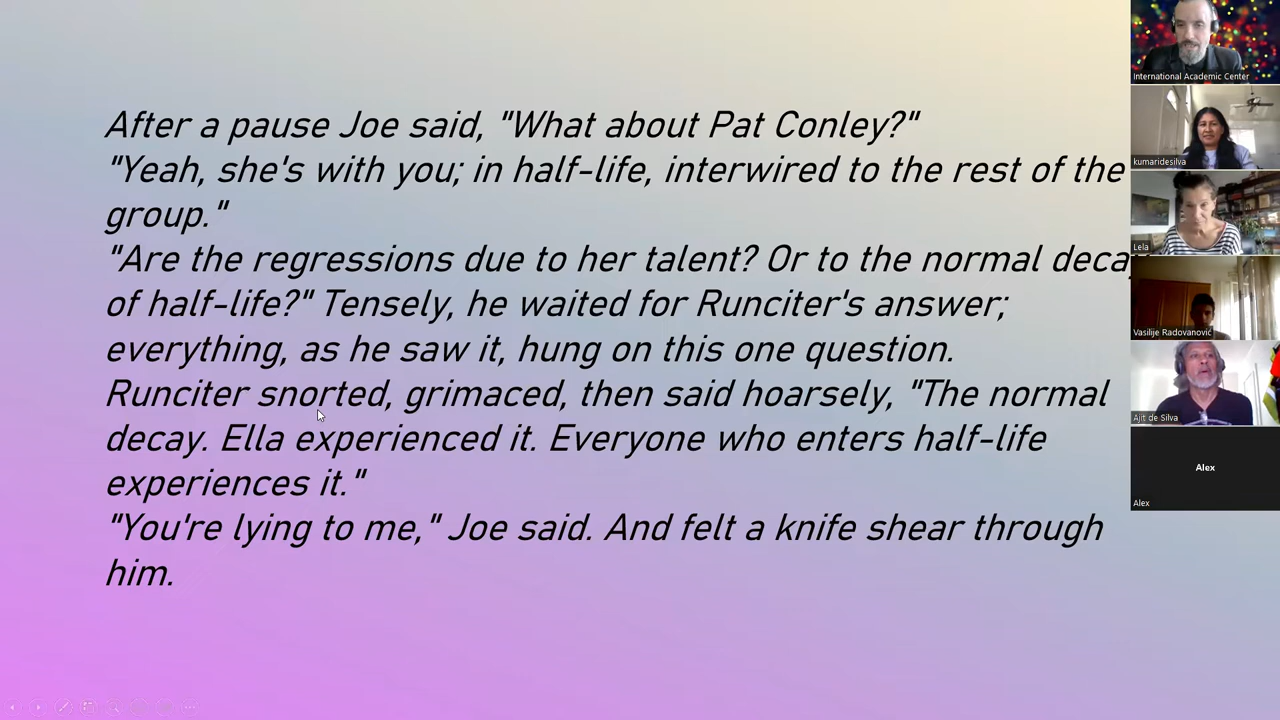 After a pause Joe said, "What about Pat Conley?"
"Yeah, she's with you; in half-life, interwired to the rest of the
group."
"Are the regressions due to her talent? Or to the normal deca
of half-life?" Tensely, he waited for Runciter's answer;
everything, as he saw it, hung on this one question.
Runciter snorted, grimaced, then said hoarsely, "The normal
decay. Ella experienced it. Everyone who enters half-life
experiences it."
"You're lying to me," Joe said. And felt a knife shear through
him.
International Academic Center
kumaridesilva
Lela
Vasilije Radovanović
Ajit de Silva
Alex
Alex